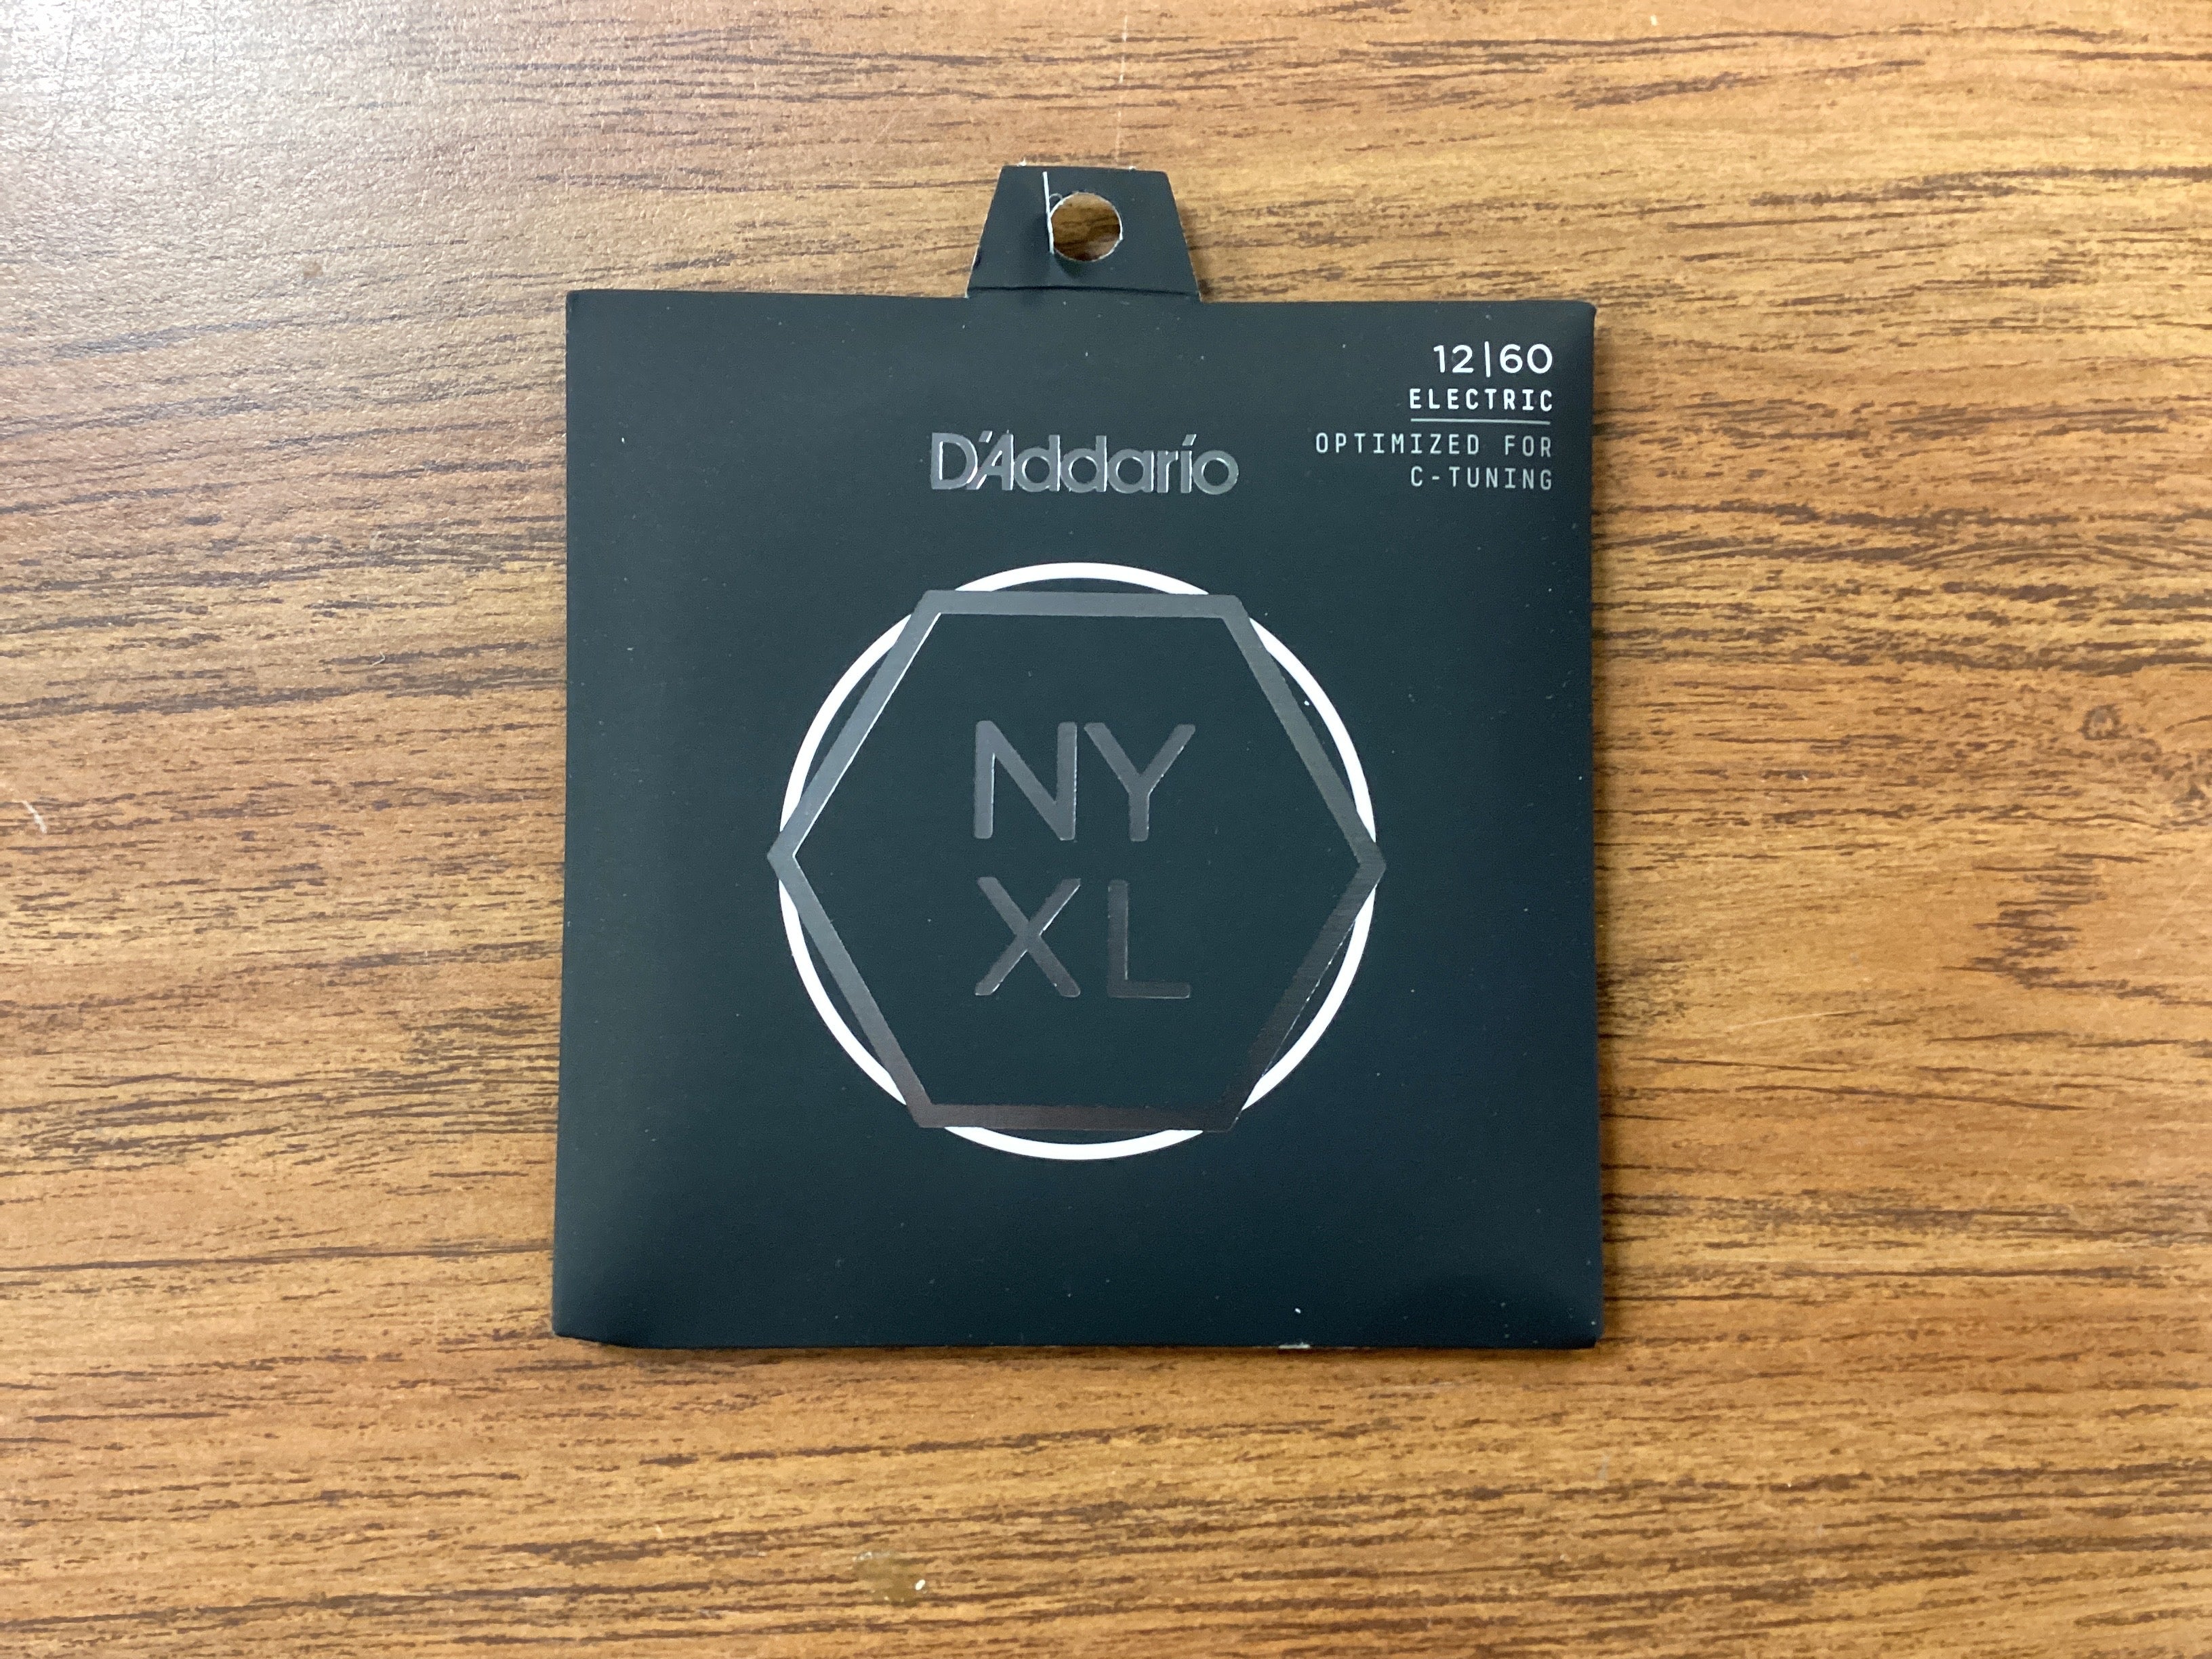 12|60
ELECTRIC
OPTIMIZED FOR
C-TUNING
D'Addario
NY
XL